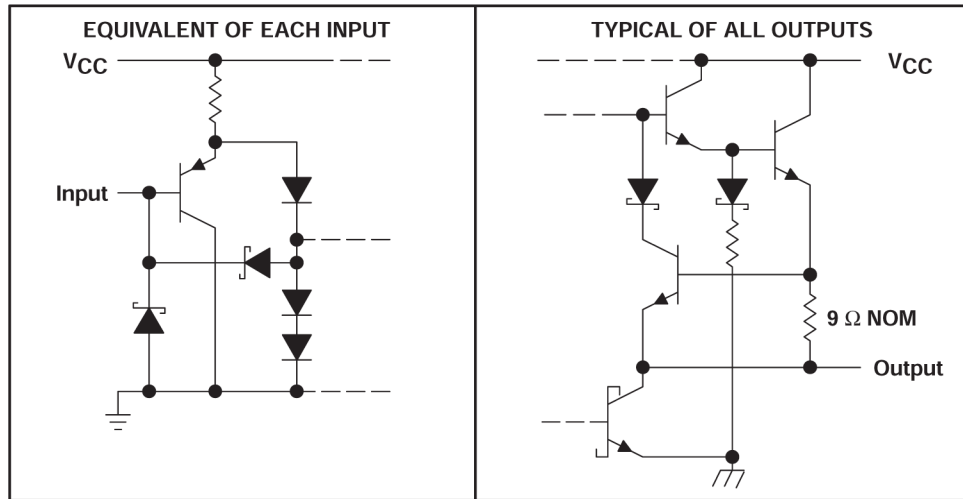 EQUIVALENT OF EACH INPUT
VCC
Input
TYPICAL OF ALL OUTPUTS
VCC
9 Ω NOM
Output